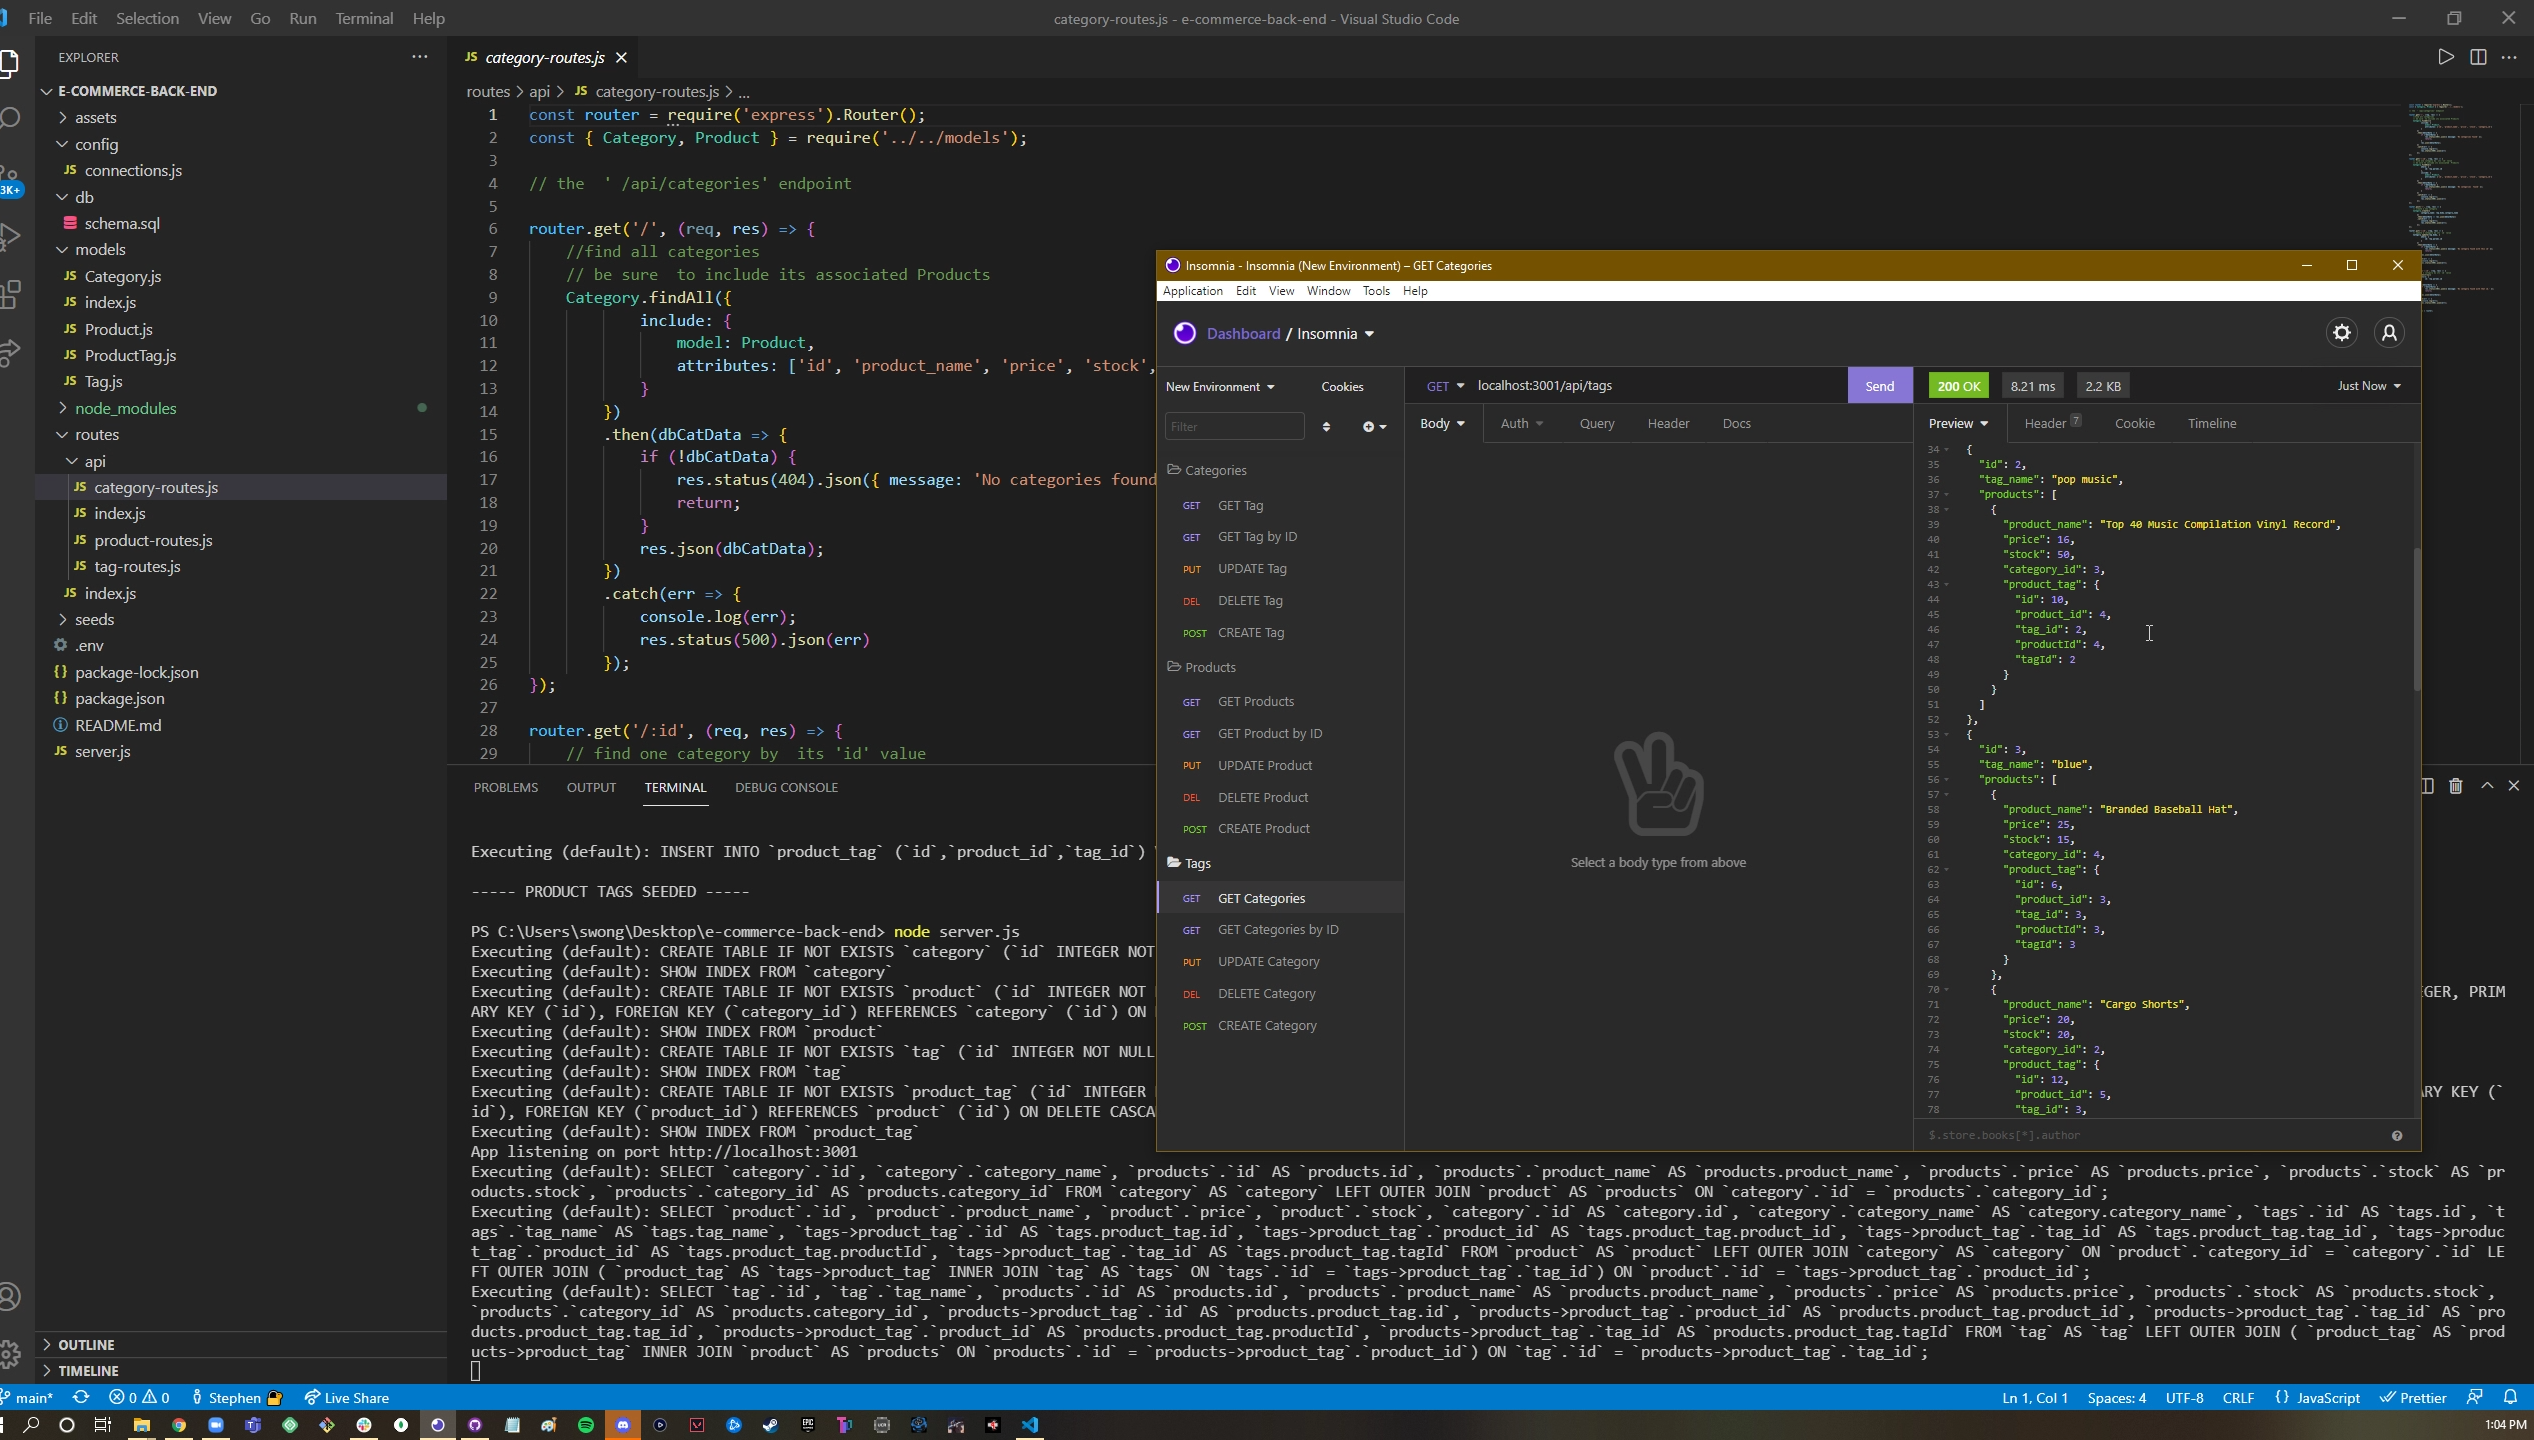 File Edit Selection View Go Run Terminal Help
category-routes.js - e-commerce-back-end - Visual Studio Code
EXPLORER
E-COMMERCE-BACK-END
assets
config
JS connections.js
db
schema.sql
models
JS Category.js
JS index.js
JS Product.js
JS ProductTag.js
JS Tag.js
node_modules
routes
api
JS category-routes.js
JS index.js
JS product-routes.js
JS tag-routes.js
JS index.js
seeds
.env
{} package-lock.json
{} package.json
README.md
JS server.js
OUTLINE
TIMELINE
3K+
JS category-routes.js
routes > api > JS category-routes.js > ...
1 const router = require('express').Router();
2 const { Category, Product } = require('../../models');
3
4 // the ' /api/categories' endpoint
5
6 router.get('/', (req, res) => {
7 //find all categories
8 // be sure  to include its associated Products
9 Category.findAll({
10 include: {
11 model: Product,
12 attributes: ['id', 'product_name', 'price', 'stock',
13 }
14 })
15 .then(dbCatData => {
16 if (!dbCatData) {
17 res.status(404).json({ message: 'No categories found
18 return;
19 }
20 res.json(dbCatData);
21 })
22 .catch(err => {
23 console.log(err);
24 res.status(500).json(err)
25 });
26 });
27
28 router.get('/:id', (req, res) => {
29 // find one category by  its 'id' value
PROBLEMS OUTPUT TERMINAL DEBUG CONSOLE
Executing (default): INSERT INTO `product_tag` (`id`,`product_id`,`tag_id`)
----- PRODUCT TAGS SEEDED -----
PS C:\Users\swong\Desktop\e-commerce-back-end> node server.js
Executing (default): CREATE TABLE IF NOT EXISTS `category` (`id` INTEGER NOT
Executing (default): SHOW INDEX FROM `category`
Executing (default): CREATE TABLE IF NOT EXISTS `product` (`id` INTEGER NOT EGER, PRIM
ARY KEY (`id`), FOREIGN KEY (`category_id`) REFERENCES `category` (`id`) ON
Executing (default): SHOW INDEX FROM `product`
Executing (default): CREATE TABLE IF NOT EXISTS `tag` (`id` INTEGER NOT NULL
Executing (default): SHOW INDEX FROM `tag`
Executing (default): CREATE TABLE IF NOT EXISTS `product_tag` (`id` INTEGER ARY KEY (`
id`), FOREIGN KEY (`product_id`) REFERENCES `product` (`id`) ON DELETE CASCA
Executing (default): SHOW INDEX FROM `product_tag`
App listening on port http://localhost:3001
Executing (default): SELECT `category`.`id`, `category`.`category_name`, `products`.`id` AS `products.id`, `products`.`product_name` AS `products.product_name`, `products`.`price` AS `products.price`, `products`.`stock` AS `pr
oducts.stock`, `products`.`category_id` AS `products.category_id` FROM `category` AS `category` LEFT OUTER JOIN `product` AS `products` ON `category`.`id` = `products`.`category_id`;
Executing (default): SELECT `product`.`id`, `product`.`product_name`, `product`.`price`, `product`.`stock`, `category`.`id` AS `category.id`, `category`.`category_name` AS `category.category_name`, `tags`.`id` AS `tags.id`, `t
ags`.`tag_name` AS `tags.tag_name`, `tags->product_tag`.`id` AS `tags.product_tag.id`, `tags->product_tag`.`product_id` AS `tags.product_tag.product_id`, `tags->product_tag`.`tag_id` AS `tags.product_tag.tag_id`, `tags->produc
t_tag`.`product_id` AS `tags.product_tag.productId`, `tags->product_tag`.`tag_id` AS `tags.product_tag.tagId` FROM `product` AS `product` LEFT OUTER JOIN `category` AS `category` ON `product`.`category_id` = `category`.`id` LE
FT OUTER JOIN ( `product_tag` AS `tags->product_tag` INNER JOIN `tag` AS `tags` ON `tags`.`id` = `tags->product_tag`.`tag_id`) ON `product`.`id` = `tags->product_tag`.`product_id`;
Executing (default): SELECT `tag`.`id`, `tag`.`tag_name`, `products`.`id` AS `products.id`, `products`.`product_name` AS `products.product_name`, `products`.`price` AS `products.price`, `products`.`stock` AS `products.stock`,
`products`.`category_id` AS `products.category_id`, `products->product_tag`.`id` AS `products.product_tag.id`, `products->product_tag`.`product_id` AS `products.product_tag.product_id`, `products->product_tag`.`tag_id` AS `pro
ducts.product_tag.tag_id`, `products->product_tag`.`product_id` AS `products.product_tag.productId`, `products->product_tag`.`tag_id` AS `products.product_tag.tagId` FROM `tag` AS `tag` LEFT OUTER JOIN ( `product_tag` AS `prod
ucts->product_tag` INNER JOIN `product` AS `products` ON `products`.`id` = `products->product_tag`.`product_id`) ON `tag`.`id` = `products->product_tag`.`tag_id`;
Insomnia - Insomnia (New Environment) – GET Categories
Application Edit View Window Tools Help
Dashboard / Insomnia
New Environment Cookies
Filter
Categories
GET GET Tag
GET GET Tag by ID
PUT UPDATE Tag
DEL DELETE Tag
POST CREATE Tag
Products
GET GET Products
GET GET Product by ID
PUT UPDATE Product
DEL DELETE Product
POST CREATE Product
Tags
GET GET Categories
GET GET Categories by ID
PUT UPDATE Category
DEL DELETE Category
POST CREATE Category
GET localhost:3001/api/tags Send
Body Auth Query Header Docs
Select a body type from above
200 OK 8.21 ms 2.2 KB Just Now
Preview Header 7 Cookie Timeline
34 {
35 "id": 2,
36 "tag_name": "pop music",
37 "products": [
38 {
39 "product_name": "Top 40 Music Compilation Vinyl Record",
40 "price": 16,
41 "stock": 50,
42 "category_id": 3,
43 "product_tag": {
44 "id": 10,
45 "product_id": 4,
46 "tag_id": 2,
47 "productId": 4,
48 "tagId": 2
49 }
50 }
51 ]
52 },
53 {
54 "id": 3,
55 "tag_name": "blue",
56 "products": [
57 {
58 "product_name": "Branded Baseball Hat",
59 "price": 25,
60 "stock": 15,
61 "category_id": 4,
62 "product_tag": {
63 "id": 6,
64 "product_id": 3,
65 "tag_id": 3,
66 "productId": 3,
67 "tagId": 3
68 }
69 },
70 {
71 "product_name": "Cargo Shorts",
72 "price": 20,
73 "stock": 20,
74 "category_id": 2,
75 "product_tag": {
76 "id": 12,
77 "product_id": 5,
78 "tag_id": 3,
$.store.books[*].author
main* 0 0 Stephen Live Share
Ln 1, Col 1 Spaces: 4 UTF-8 CRLF {} JavaScript Prettier
1:04 PM